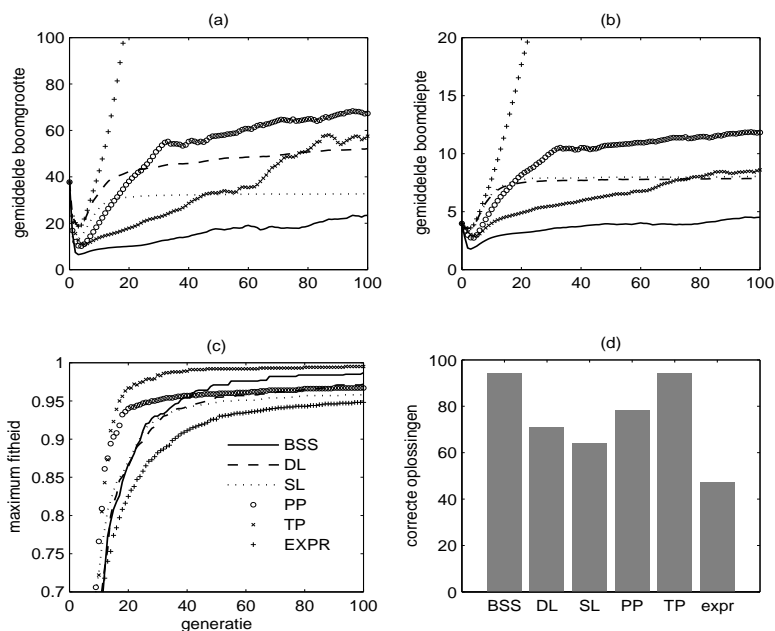 (a)
100
80
60
40
20
0
0 20 40 60 80 100
gemiddelde boomgrootte
(b)
20
15
10
5
0
0 20 40 60 80 100
gemiddelde boomdiepte
(c)
1
0.95
0.9
0.85
0.8
0.75
0.7
0 20 40 60 80 100
maximum fitheid
generatie
BSS
DL
SL
PP
TP
EXPR
(d)
100
80
60
40
20
0
correcte oplossingen
BSS DL SL PP TP expr